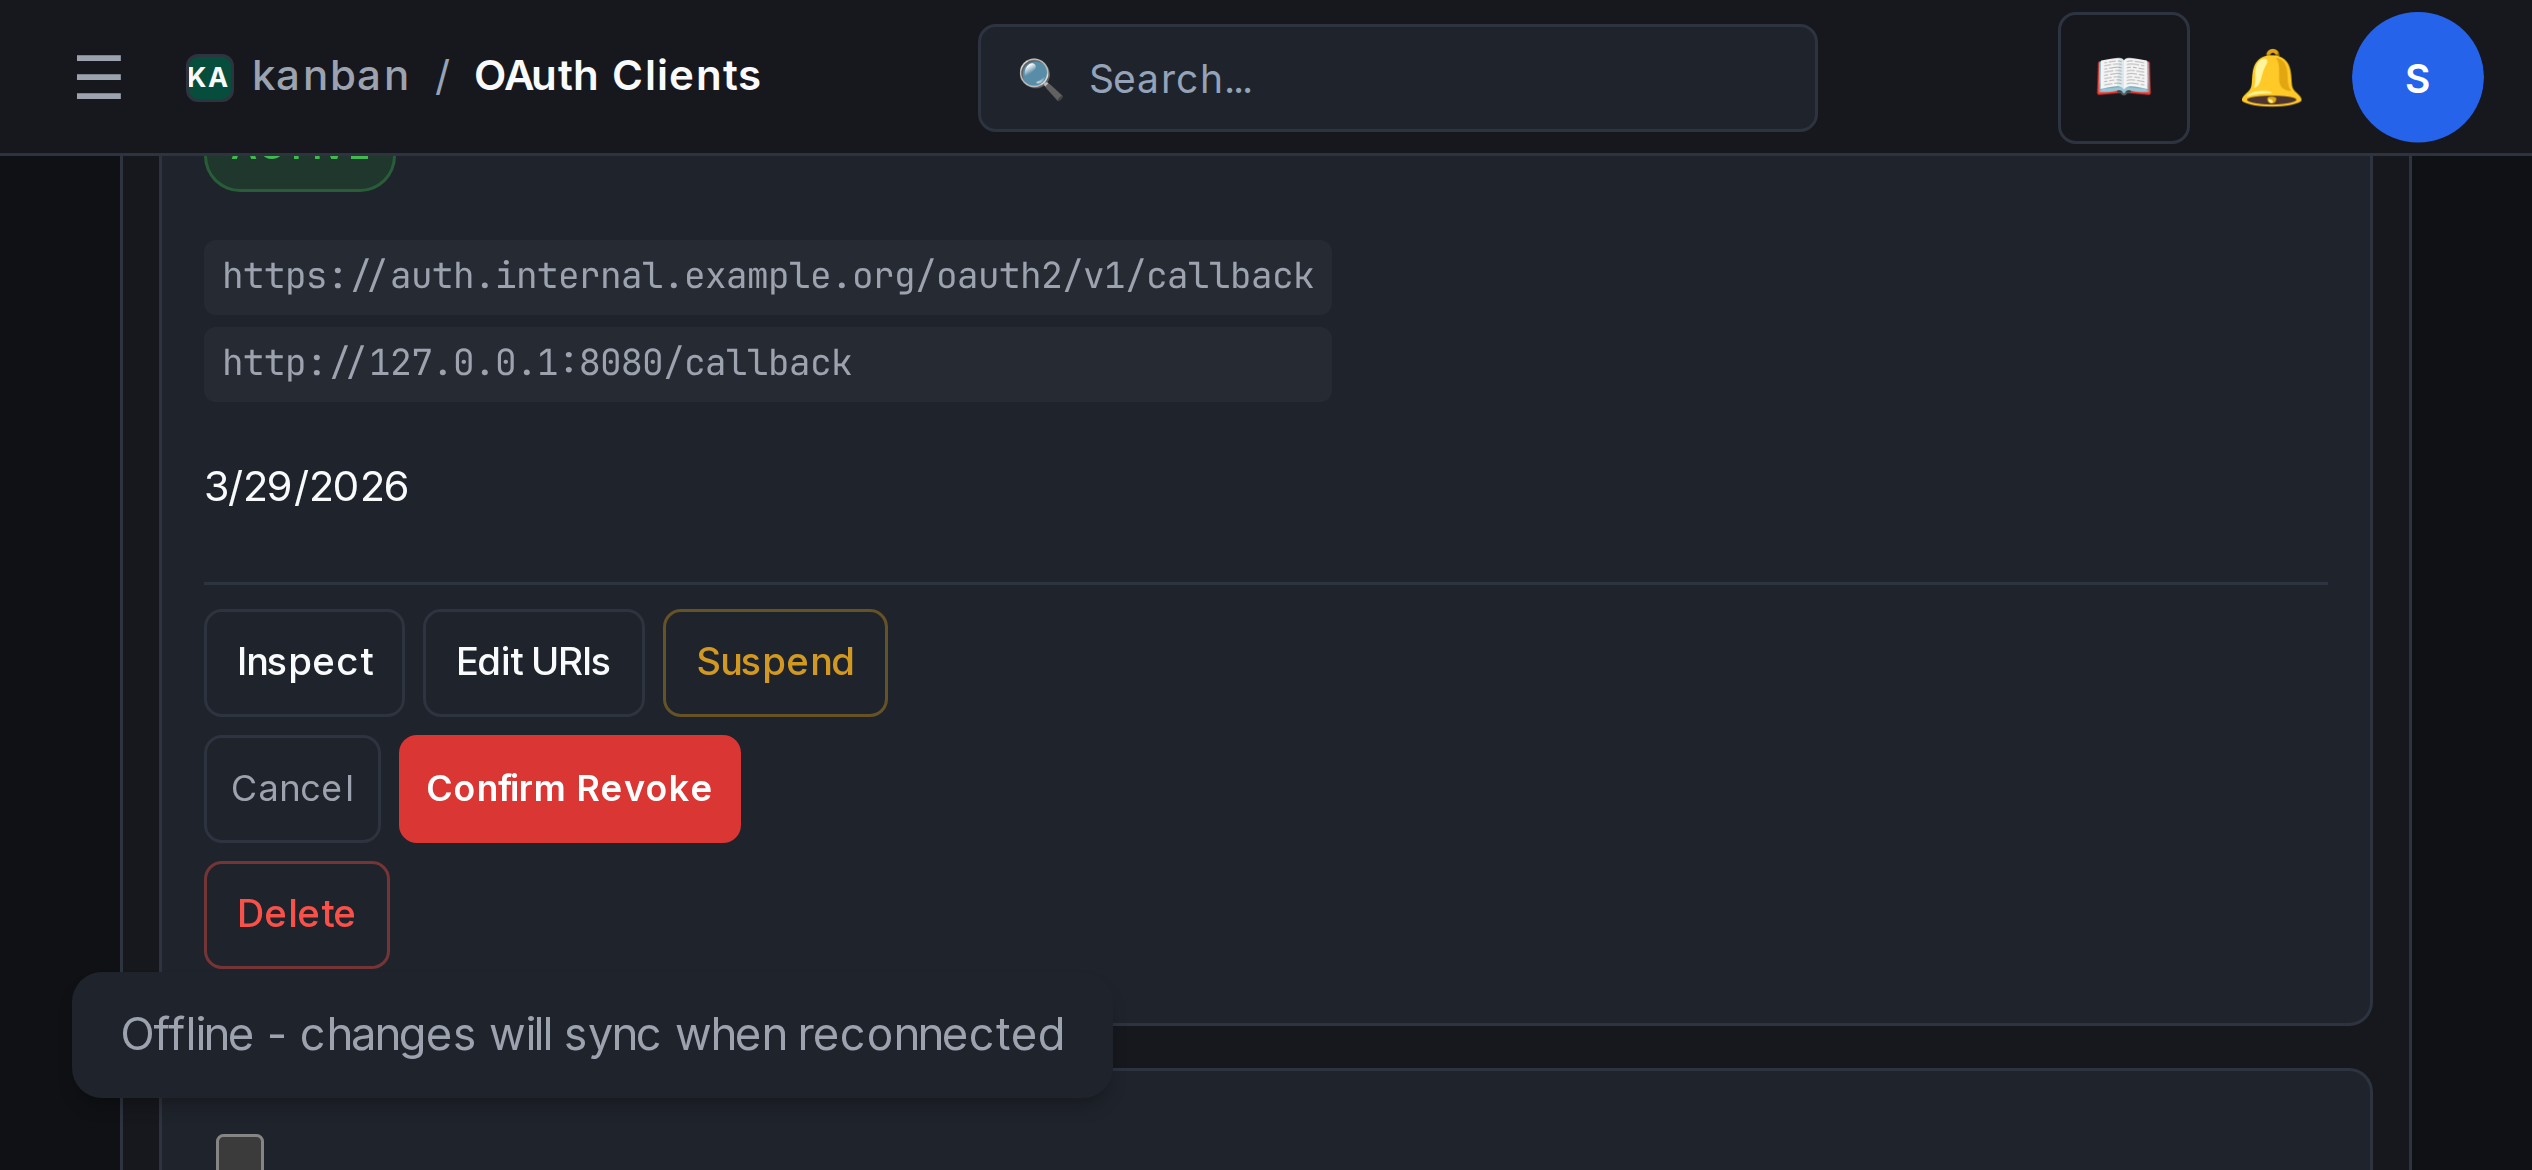 KA kanban / OAuth Clients
Search...
S
ACTIVE
https://auth.internal.example.org/oauth2/v1/callback
http://127.0.0.1:8080/callback
3/29/2026
Inspect
Edit URIs
Suspend
Cancel
Confirm Revoke
Delete
Offline - changes will sync when reconnected